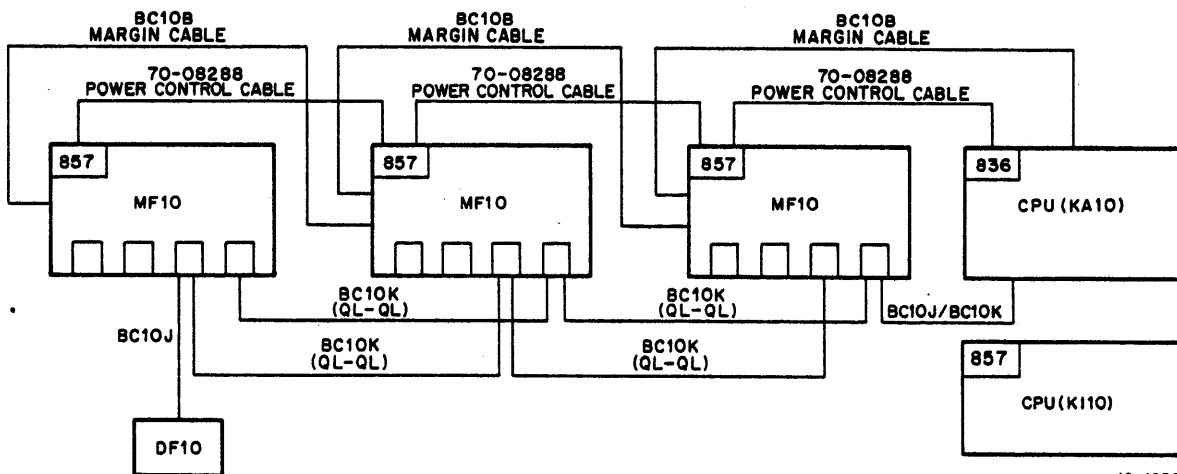 BC10B
MARGIN CABLE
BC10B
MARGIN CABLE
BC10B
MARGIN CABLE
70-08288
POWER CONTROL CABLE
70-08288
POWER CONTROL CABLE
70-08288
POWER CONTROL CABLE
857
MF10
857
MF10
857
MF10
836
CPU (KA10)
BC10K
(QL-QL)
BC10K
(QL-QL)
BC10J/BC10K
BC10J
BC10K
(QL-QL)
BC10K
(QL-QL)
857
CPU (KI10)
DF10